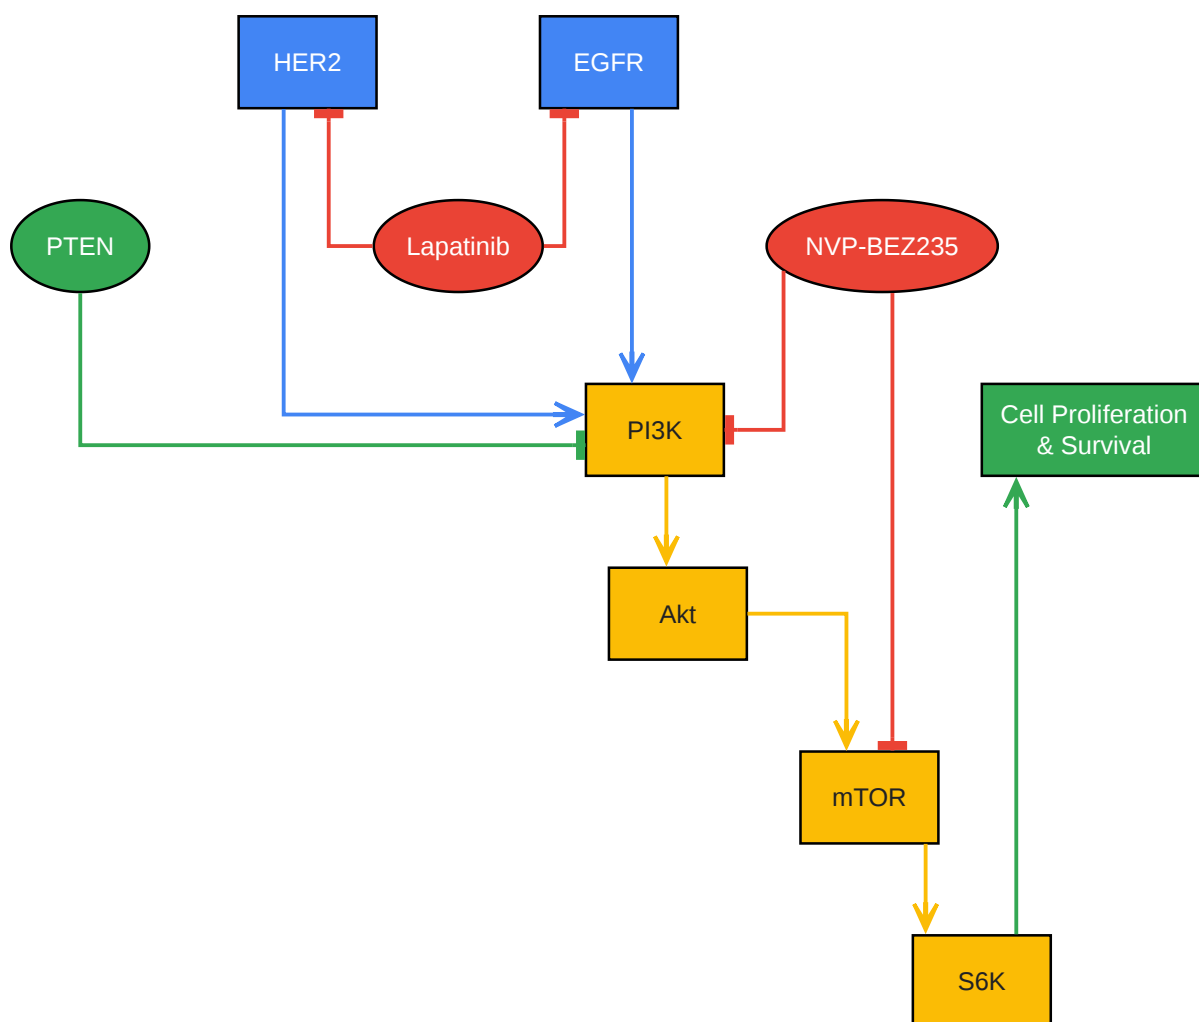 HER2
EGFR
PTEN
Lapatinib
NVP-BEZ235
PI3K
Cell Proliferation
& Survival
Akt
mTOR
S6K